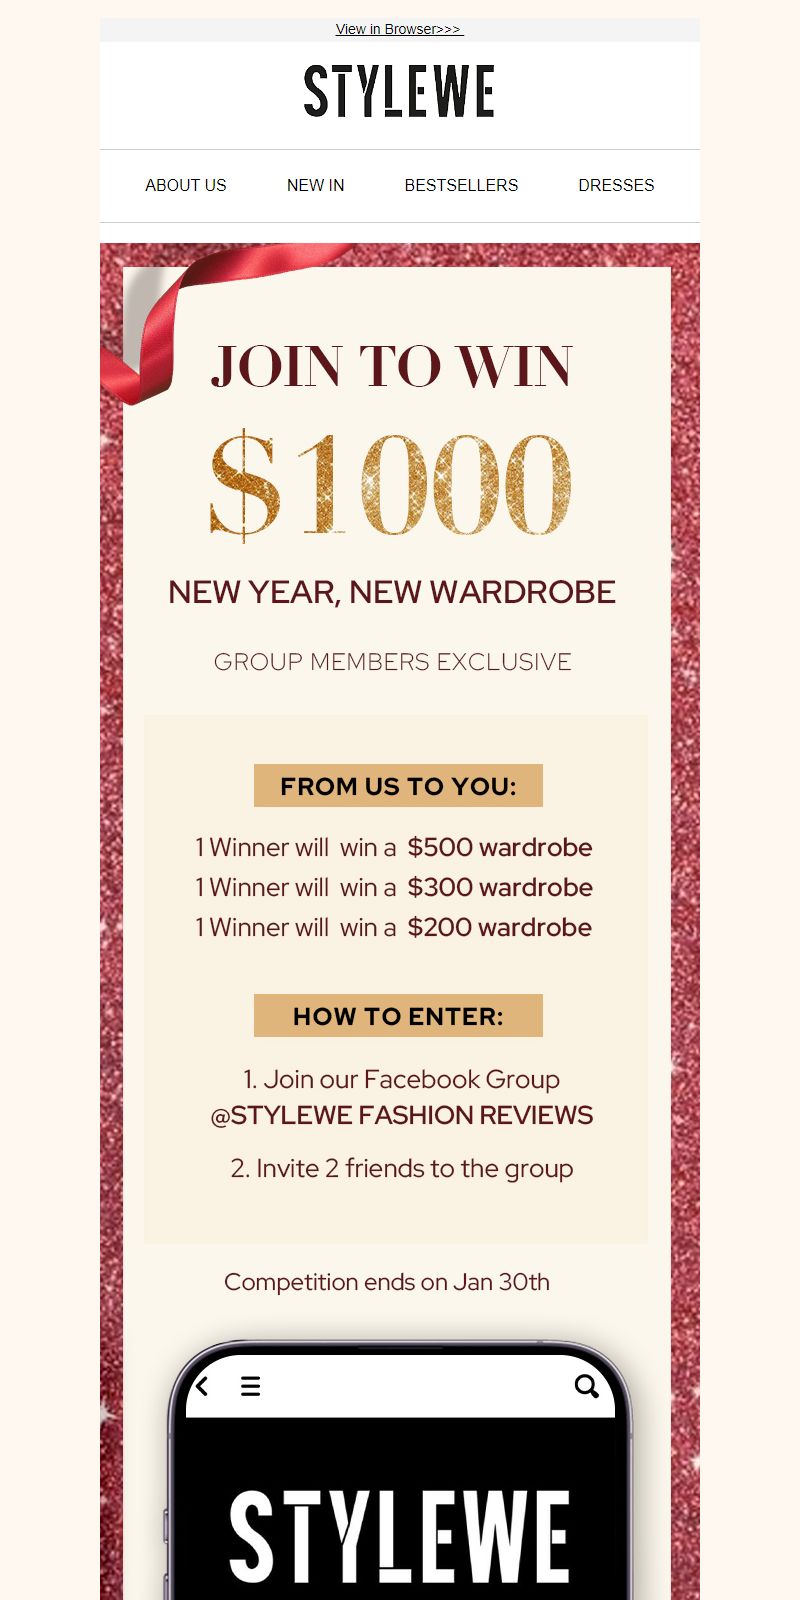 View in Browser>>>
STYLEWE
ABOUT US NEW IN BESTSELLERS DRESSES
JOIN TO WIN
$1000
NEW YEAR, NEW WARDROBE
GROUP MEMBERS EXCLUSIVE
FROM US TO YOU:
1 Winner will win a $500 wardrobe
1 Winner will win a $300 wardrobe
1 Winner will win a $200 wardrobe
HOW TO ENTER:
1. Join our Facebook Group
@STYLEWE FASHION REVIEWS
2. Invite 2 friends to the group
Competition ends on Jan 30th
STYLEWE